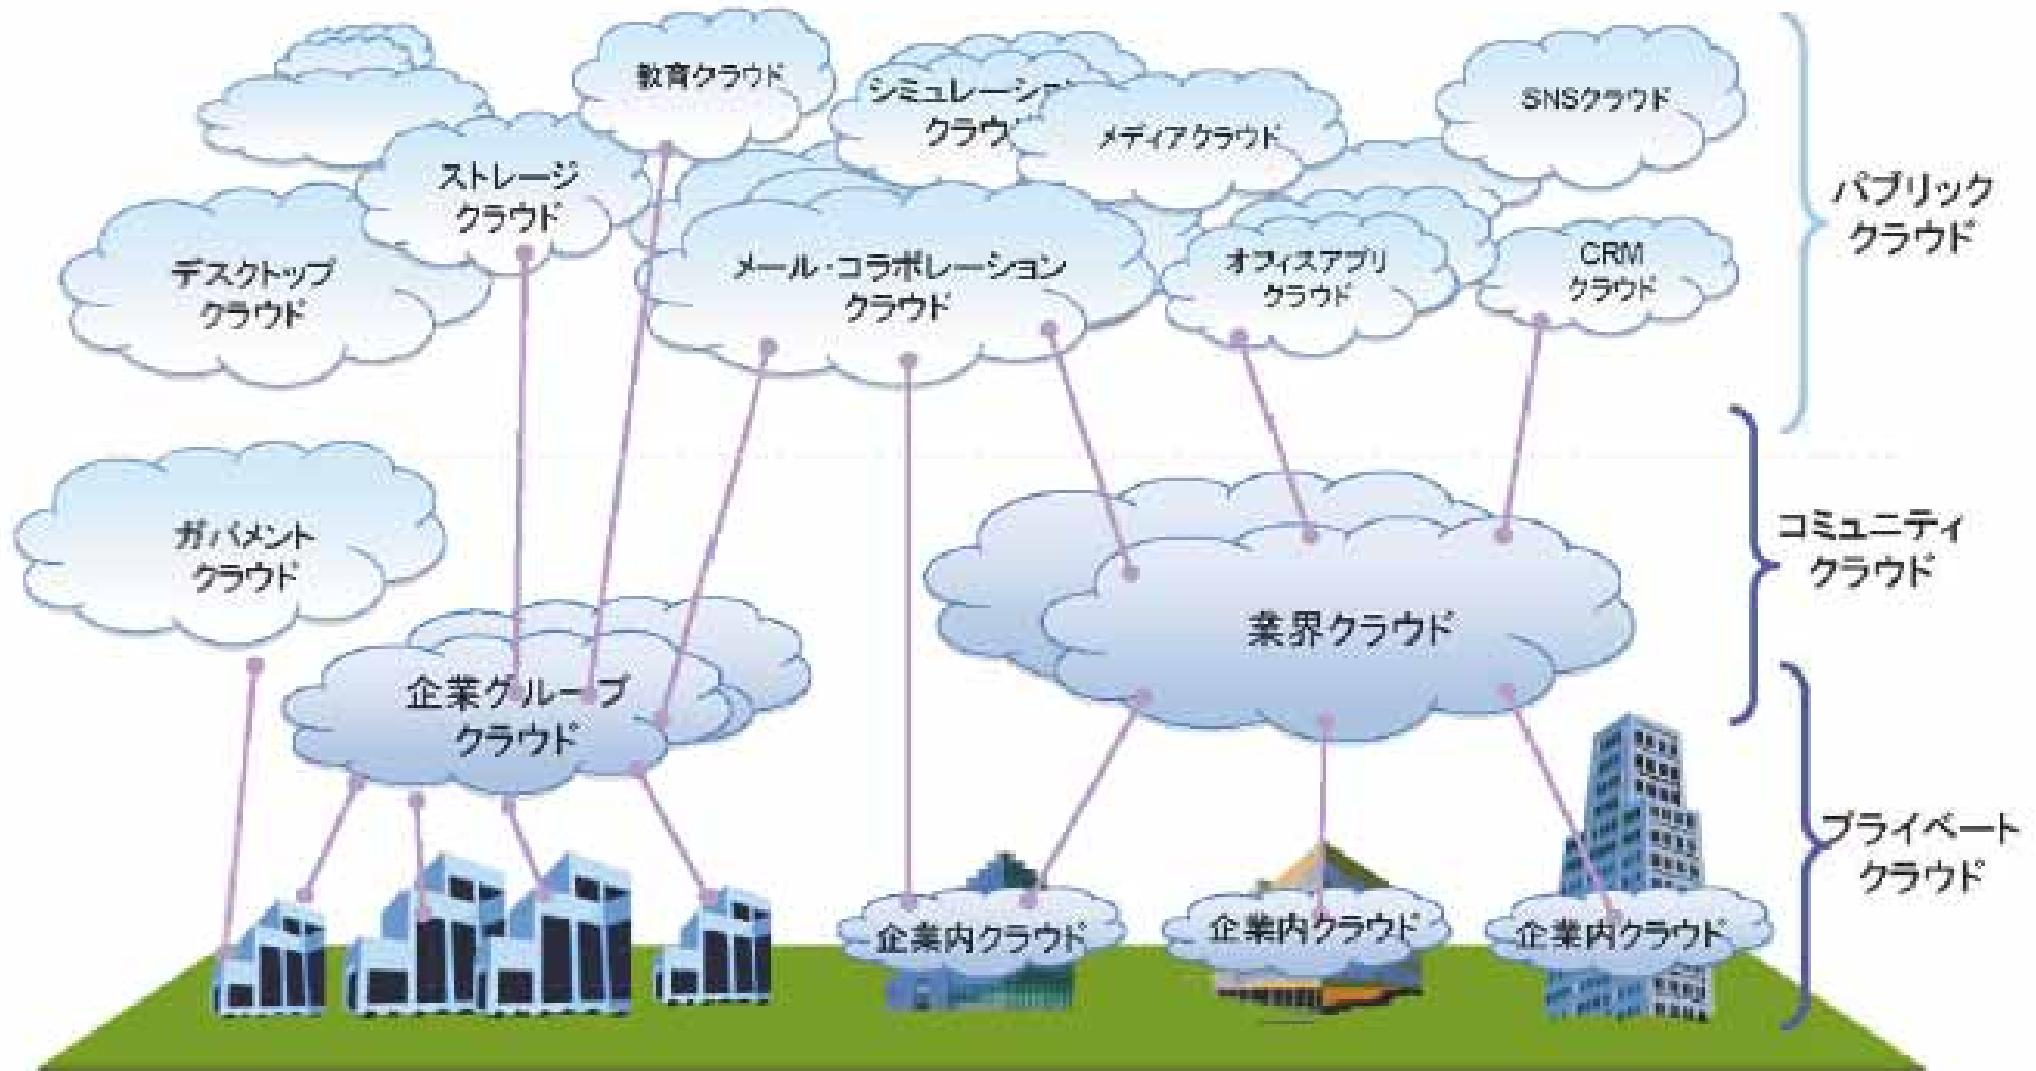 教育クラウド
シミュレーショ
クラウ
メディアクラウド
SNSクラウド
ストレージ
クラウド
デスクトップ
クラウド
メール・コラボレーション
クラウド
オフィスアプリ
クラウド
CRM
クラウド
パブリック
クラウド
ガバメント
クラウド
業界クラウド
コミュニティ
クラウド
企業グループ
クラウド
企業内クラウド
企業内クラウド
企業内クラウド
プライベート
クラウド